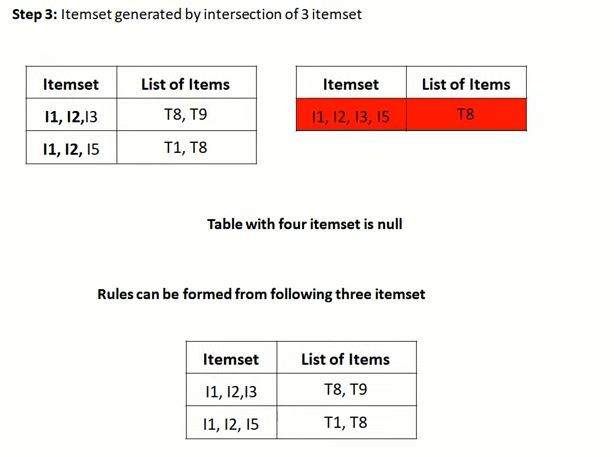 Step 3: Itemset generated by intersection of 3 itemset
Itemset List of Items
I1, I2,I3 T8, T9
I1, I2, I5 T1, T8
Itemset List of Items
I1, I2, I3, I5 T8
Table with four itemset is null
Rules can be formed from following three itemset
Itemset List of Items
I1, I2,I3 T8, T9
I1, I2, I5 T1, T8